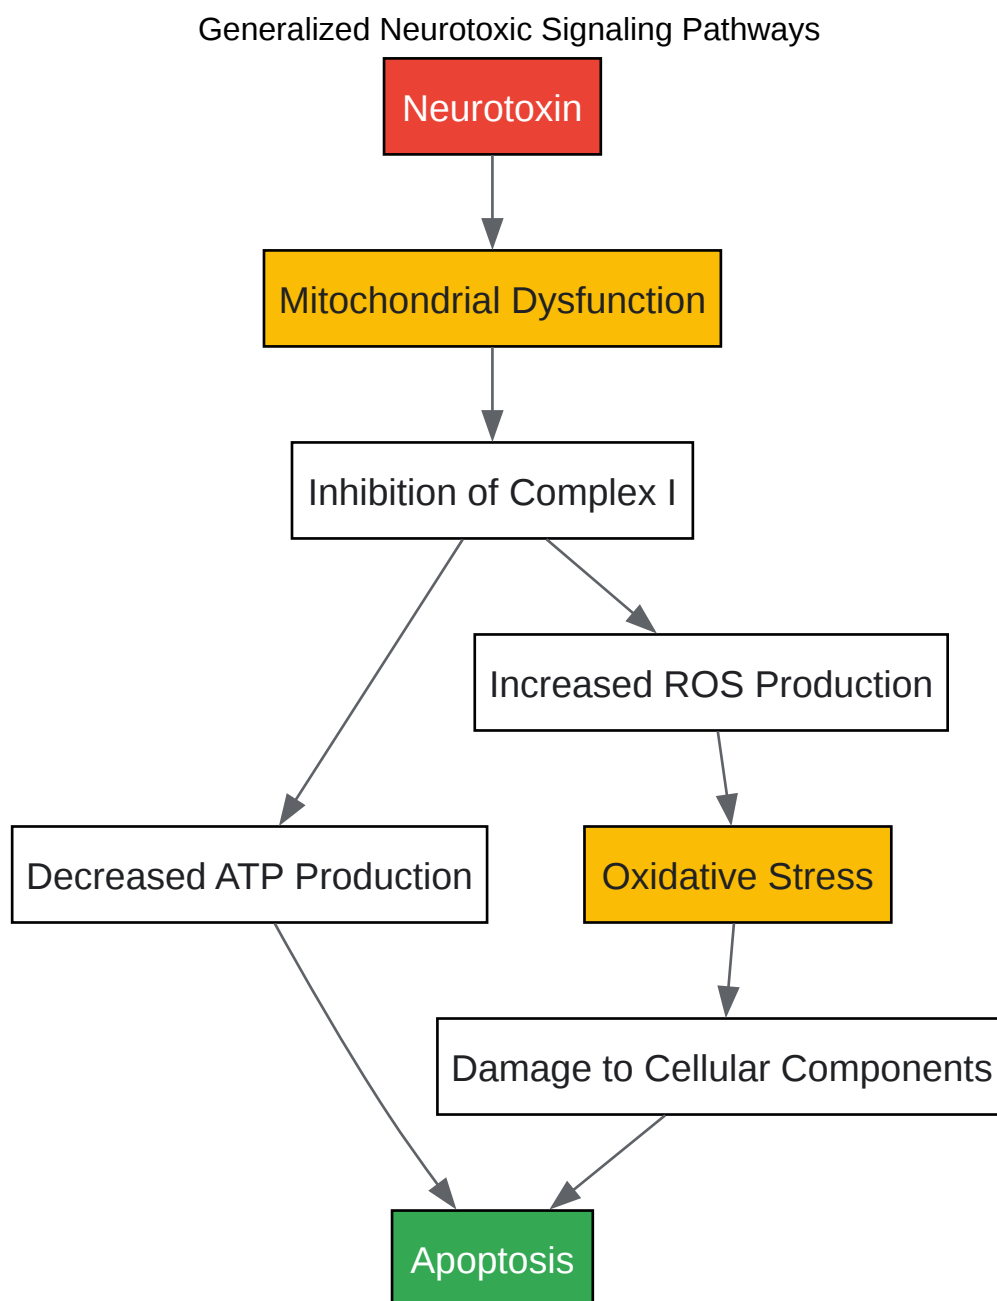 Generalized Neurotoxic Signaling Pathways
Neurotoxin
Mitochondrial Dysfunction
Inhibition of Complex I
Increased ROS Production
Decreased ATP Production
Oxidative Stress
Damage to Cellular Components
Apoptosis